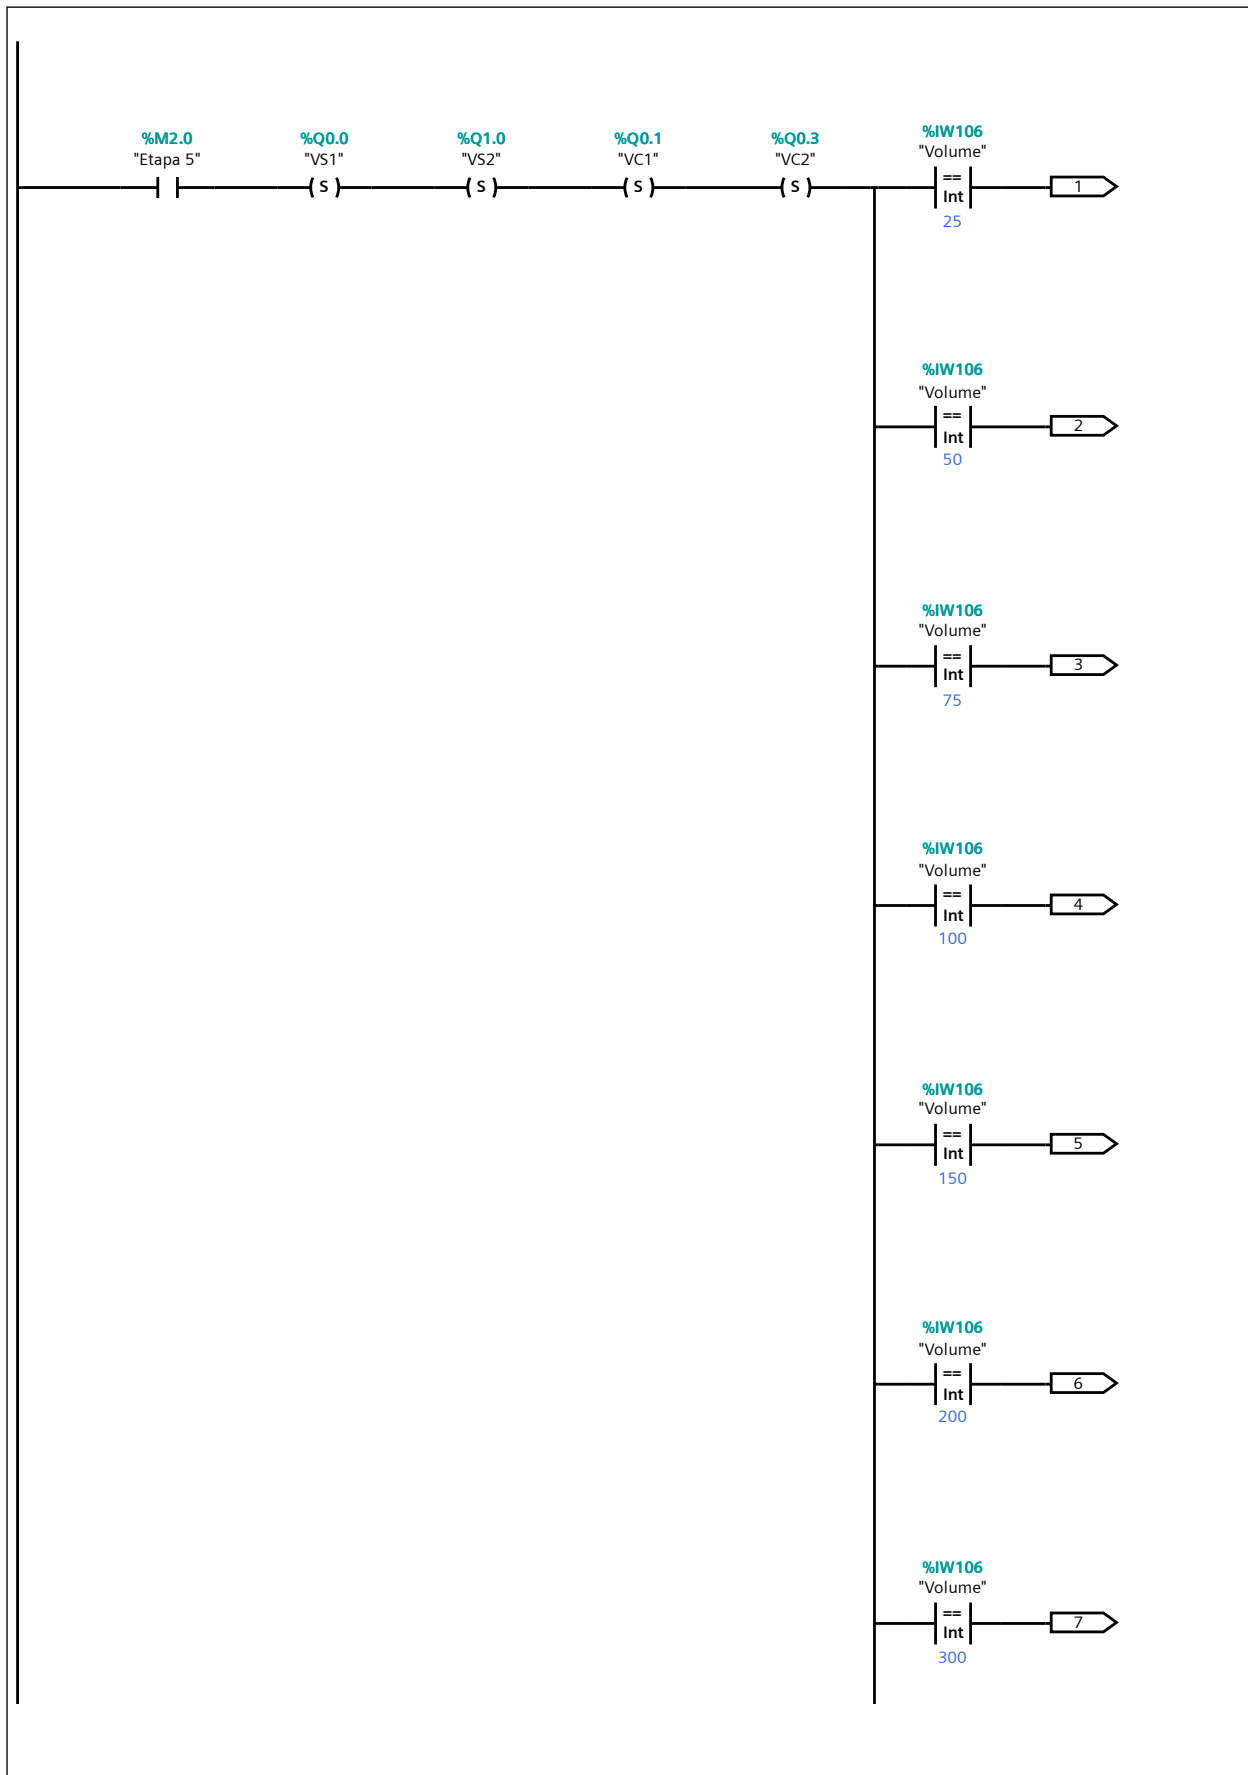 %M2.0 %Q0.0 %Q1.0 %Q0.1 %Q0.3 %IW106
"Etapa 5" "VS1" "VS2" "VC1" "VC2" "Volume"
S S S S == 1
Int
25
%IW106
"Volume"
== 2
Int
50
%IW106
"Volume"
== 3
Int
75
%IW106
"Volume"
== 4
Int
100
%IW106
"Volume"
== 5
Int
150
%IW106
"Volume"
== 6
Int
200
%IW106
"Volume"
== 7
Int
300